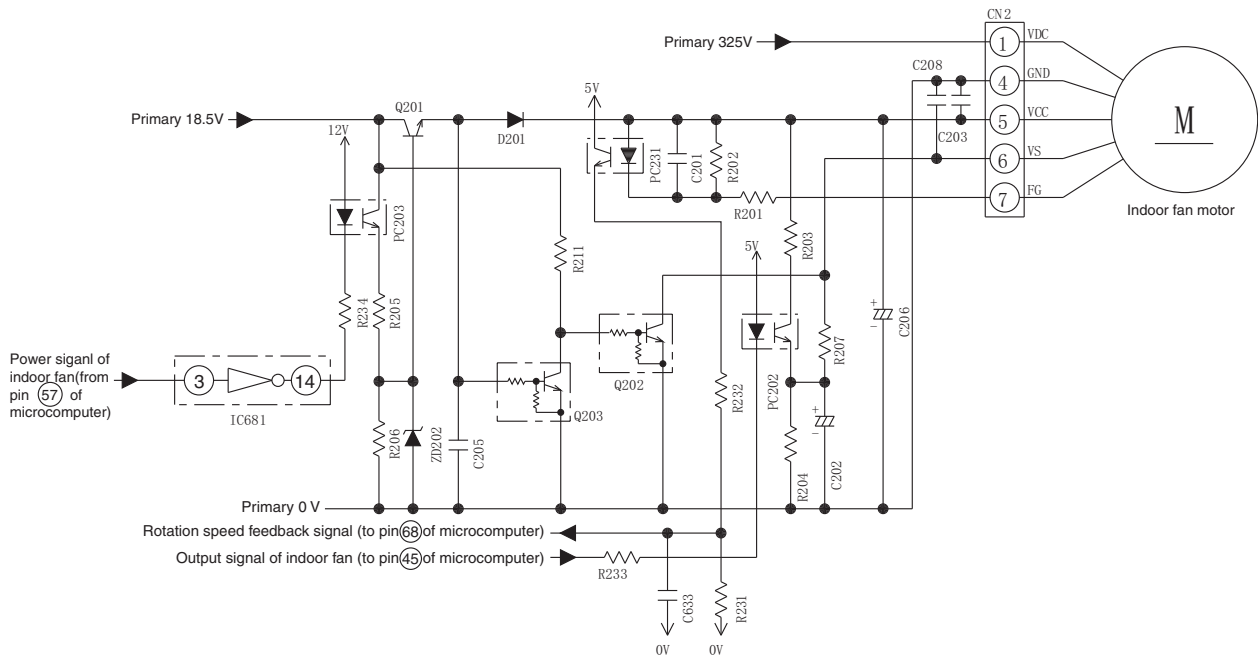 CN2
Primary 325V
1
VDC
C208
4
GND
5V
Q201
Primary 18.5V
5
VCC
M
12V
D201
C203
PC231
C201
R202
6
VS
PC203
R201
7
FG
Indoor fan motor
R211
R203
5V
R234
R205
C206
Power siganl of
indoor fan(from
pin 57 of
microcomputer)
3
14
IC681
Q202
PC202
R207
Q203
R232
R206
ZD202
C205
R204
C202
Primary 0 V
Rotation speed feedback signal (to pin 68 of microcomputer)
Output signal of indoor fan (to pin 45 of microcomputer)
R233
C633
R231
0V
0V
+
-
+
-